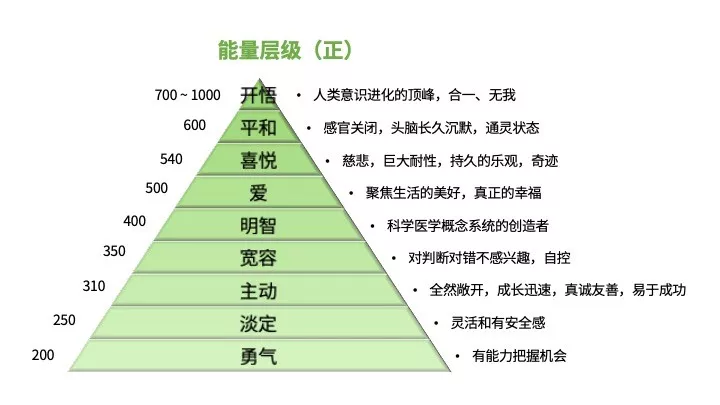 能量层级（正）
700 ~ 1000 开悟 • 人类意识进化的顶峰，合一、无我
600 平和 • 感官关闭，头脑长久沉默，通灵状态
540 喜悦 • 慈悲，巨大耐性，持久的乐观，奇迹
500 爱 • 聚焦生活的美好，真正的幸福
400 明智 • 科学医学概念系统的创造者
350 宽容 • 对判断对错不感兴趣，自控
310 主动 • 全然敞开，成长迅速，真诚友善，易于成功
250 淡定 • 灵活和有安全感
200 勇气 • 有能力把握机会